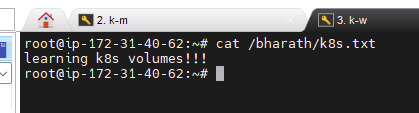 2. k-m
3. k-w
root@ip-172-31-40-62:~# cat /bharath/k8s.txt
learning k8s volumes!!!
root@ip-172-31-40-62:~#